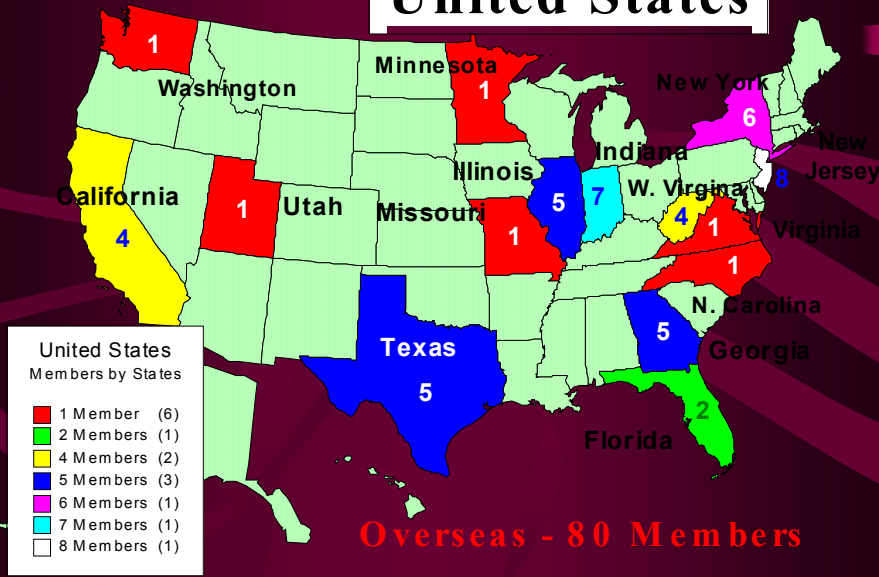 United States
1
Washington
Minnesota
1
New York
6
New
Jersey
8
Illinois
Indiana
5
7
W. Virgina
4
1
Virginia
California
4
1
Utah
Missouri
1
1
N. Carolina
5
Georgia
Texas
5
2
Florida
United States
Members by States
1 Member (6)
2 Members (1)
4 Members (2)
5 Members (3)
6 Members (1)
7 Members (1)
8 Members (1)
Overseas - 80 Members